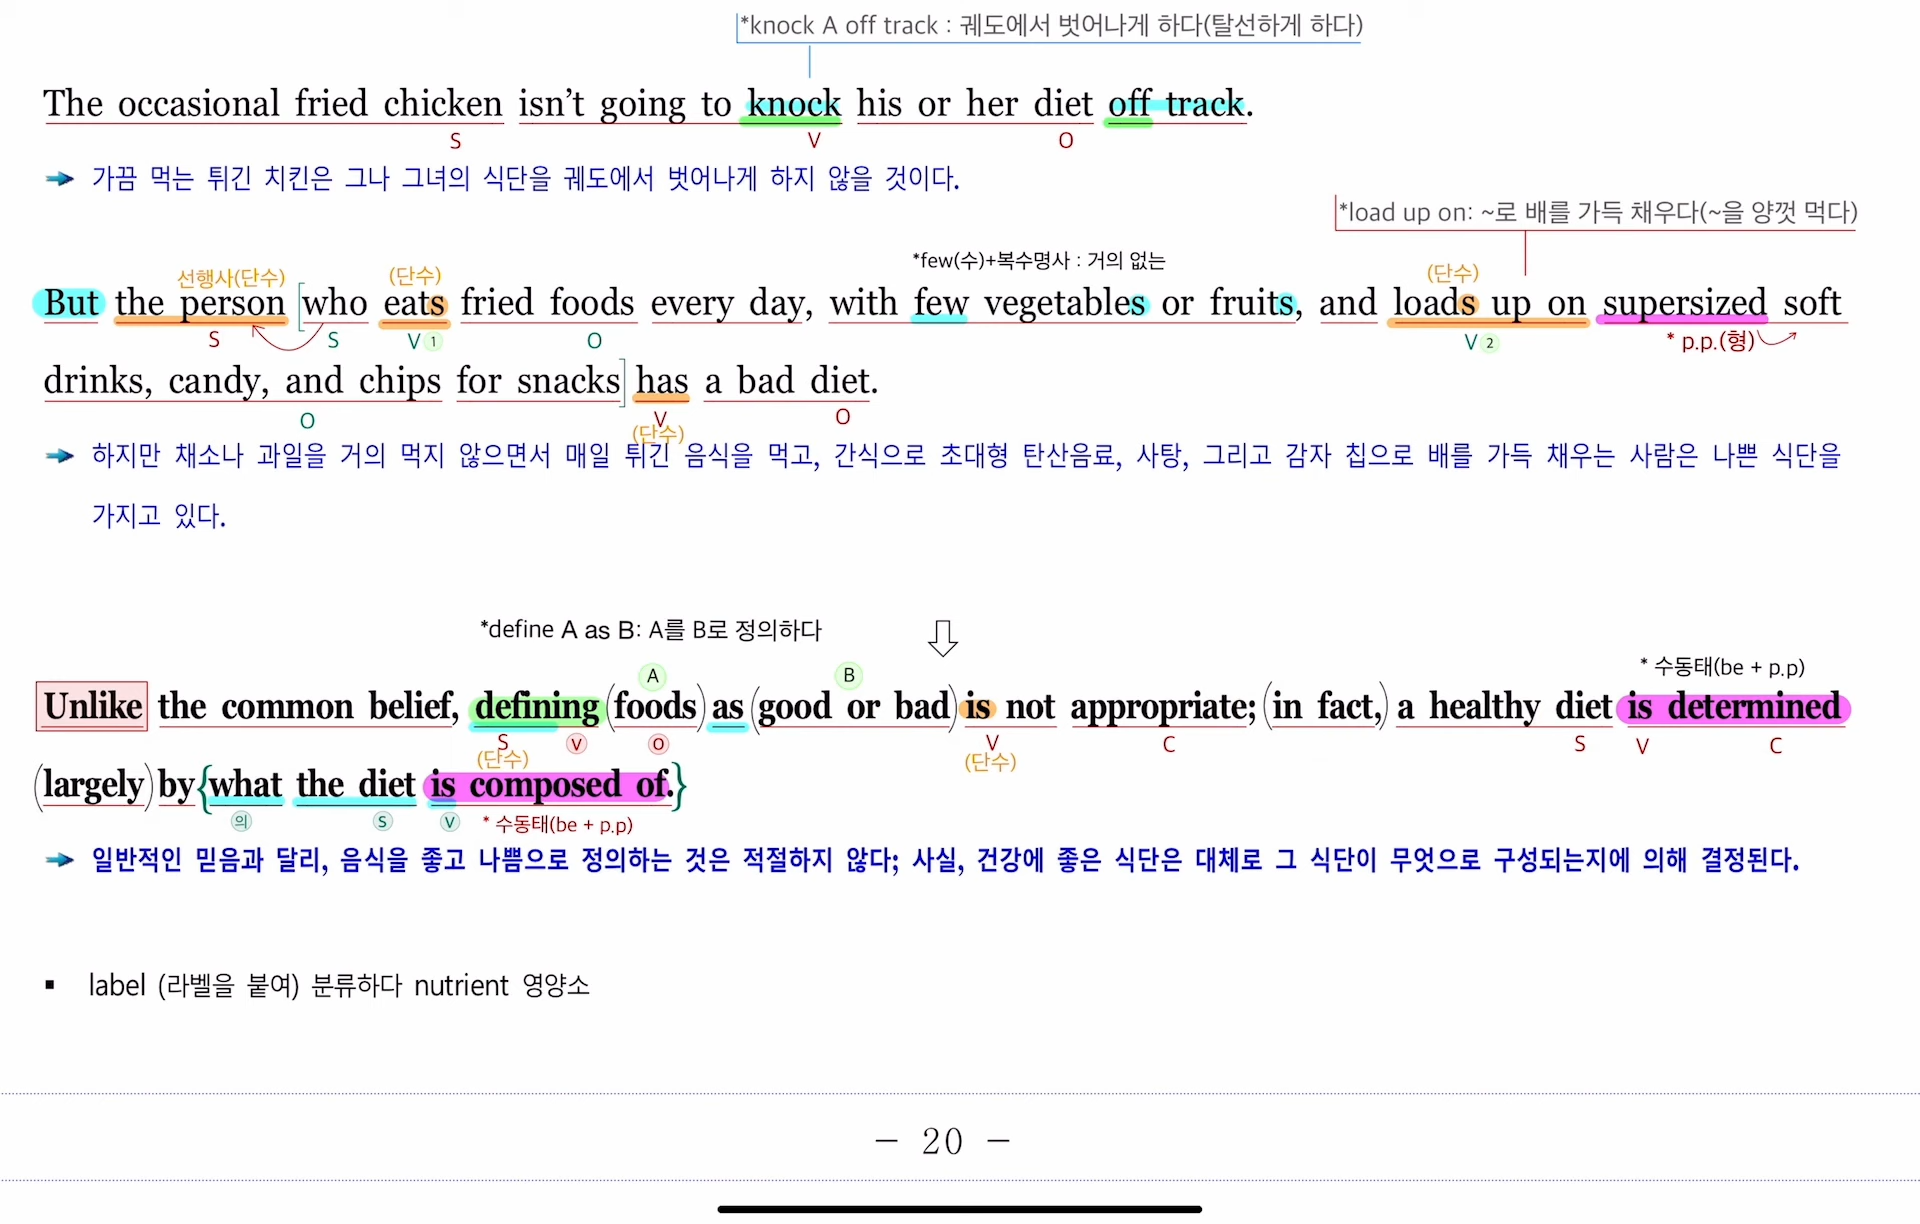 *knock A off track : 궤도에서 벗어나게 하다(탈선하게 하다)
The occasional fried chicken isn't going to knock his or her diet off track.
S V O
가끔 먹는 튀긴 치킨은 그나 그녀의 식단을 궤도에서 벗어나게 하지 않을 것이다.
*load up on: ~로 배를 가득 채우다(~을 양껏 먹다)
*few(수)+복수명사 : 거의 없는
선행사(단수) (단수) (단수)
But the person [who eats fried foods every day, with few vegetables or fruits, and loads up on supersized soft
S S V 1 O V 2 * p.p.(형)
drinks, candy, and chips for snacks] has a bad diet.
O V O
(단수)
하지만 채소나 과일을 거의 먹지 않으면서 매일 튀긴 음식을 먹고, 간식으로 초대형 탄산음료, 사탕, 그리고 감자 칩으로 배를 가득 채우는 사람은 나쁜 식단을
가지고 있다.
*define A as B: A를 B로 정의하다
* 수동태(be + p.p)
A B
Unlike the common belief, defining (foods) as (good or bad) is not appropriate; (in fact,) a healthy diet is determined
S V O V C S V C
(단수) (단수)
(largely) by {what the diet is composed of.}
의 S V * 수동태(be + p.p)
일반적인 믿음과 달리, 음식을 좋고 나쁨으로 정의하는 것은 적절하지 않다; 사실, 건강에 좋은 식단은 대체로 그 식단이 무엇으로 구성되는지에 의해 결정된다.
▪ label (라벨을 붙여) 분류하다 nutrient 영양소
- 20 -